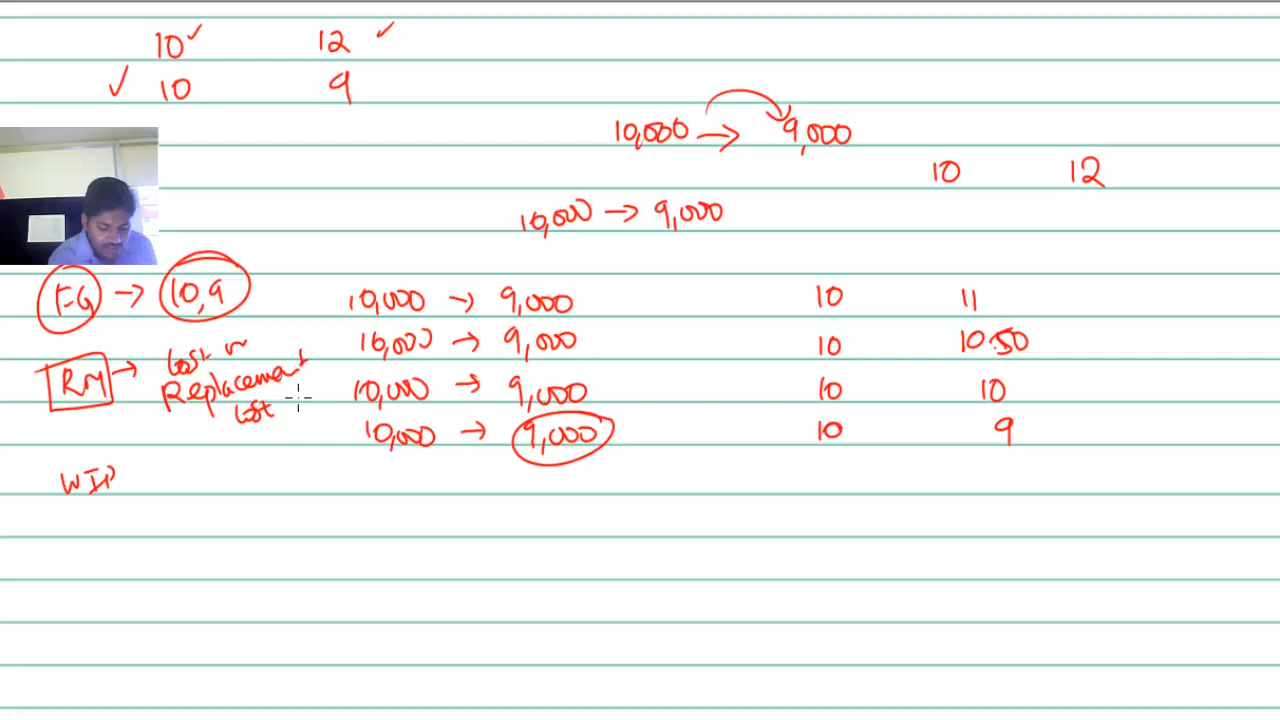 10✓ 12 ✓
✓ 10 9
10,000 → 9,000
10 12
10,000 → 9,000
FG → 10,9 10,000 → 9,000 10 11
10,000 → 9,000 10 10.50
RM → Cost or
Replacement 10,000 → 9,000 10 10
Cost
10,000 → 9,000 10 9
WIP